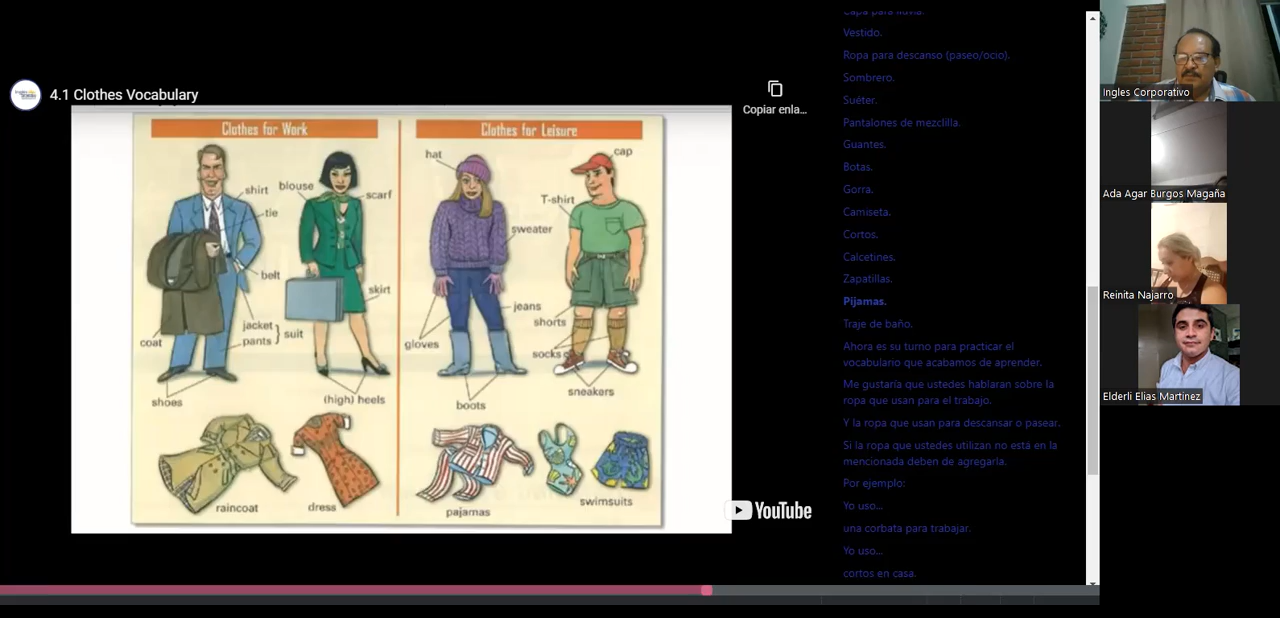 4.1 Clothes Vocabulary
Copiar enla...
Clothes for Work
Clothes for Leisure
shirt
blouse
scarf
tie
belt
skirt
jacket
pants
suit
coat
shoes
(high) heels
raincoat
dress
hat
cap
T-shirt
sweater
jeans
shorts
gloves
socks
boots
sneakers
pajamas
swimsuits
YouTube
Capa para lluvia.
Vestido.
Ropa para descanso (paseo/ocio).
Sombrero.
Suéter.
Pantalones de mezclilla.
Guantes.
Botas.
Gorra.
Camiseta.
Cortos.
Calcetines.
Zapatillas.
Pijamas.
Traje de baño.
Ahora es su turno para practicar el
vocabulario que acabamos de aprender.
Me gustaría que ustedes hablaran sobre la
ropa que usan para el trabajo.
Y la ropa que usan para descansar o pasear.
Si la ropa que ustedes utilizan no está en la
mencionada deben de agregarla.
Por ejemplo:
Yo uso...
una corbata para trabajar.
Yo uso...
cortos en casa.
Ingles Corporativo
Ada Agar Burgos Magaña
Reinita Najarro
Elderli Elias Martinez